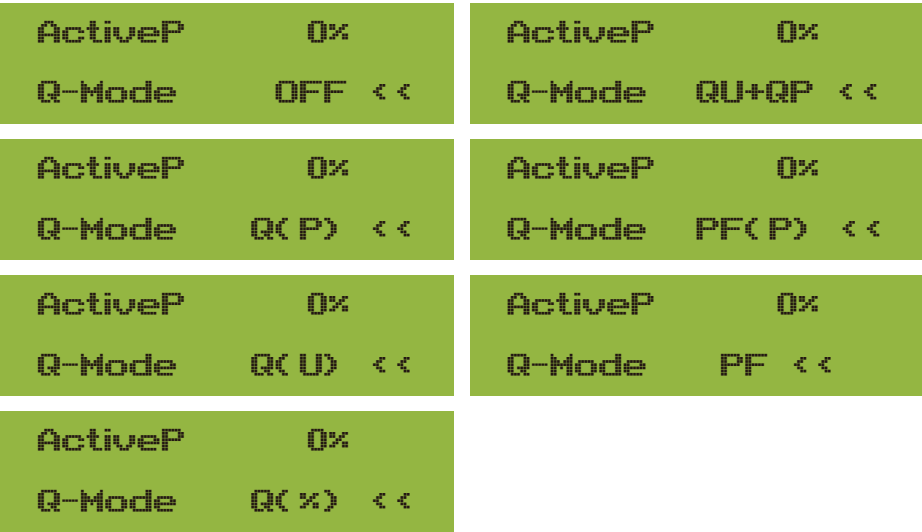 ActiveP 0%
Q-Mode OFF <<
ActiveP 0%
Q-Mode QU+QP <<
ActiveP 0%
Q-Mode Q(P) <<
ActiveP 0%
Q-Mode PF(P) <<
ActiveP 0%
Q-Mode Q(U) <<
ActiveP 0%
Q-Mode PF <<
ActiveP 0%
Q-Mode Q(%) <<